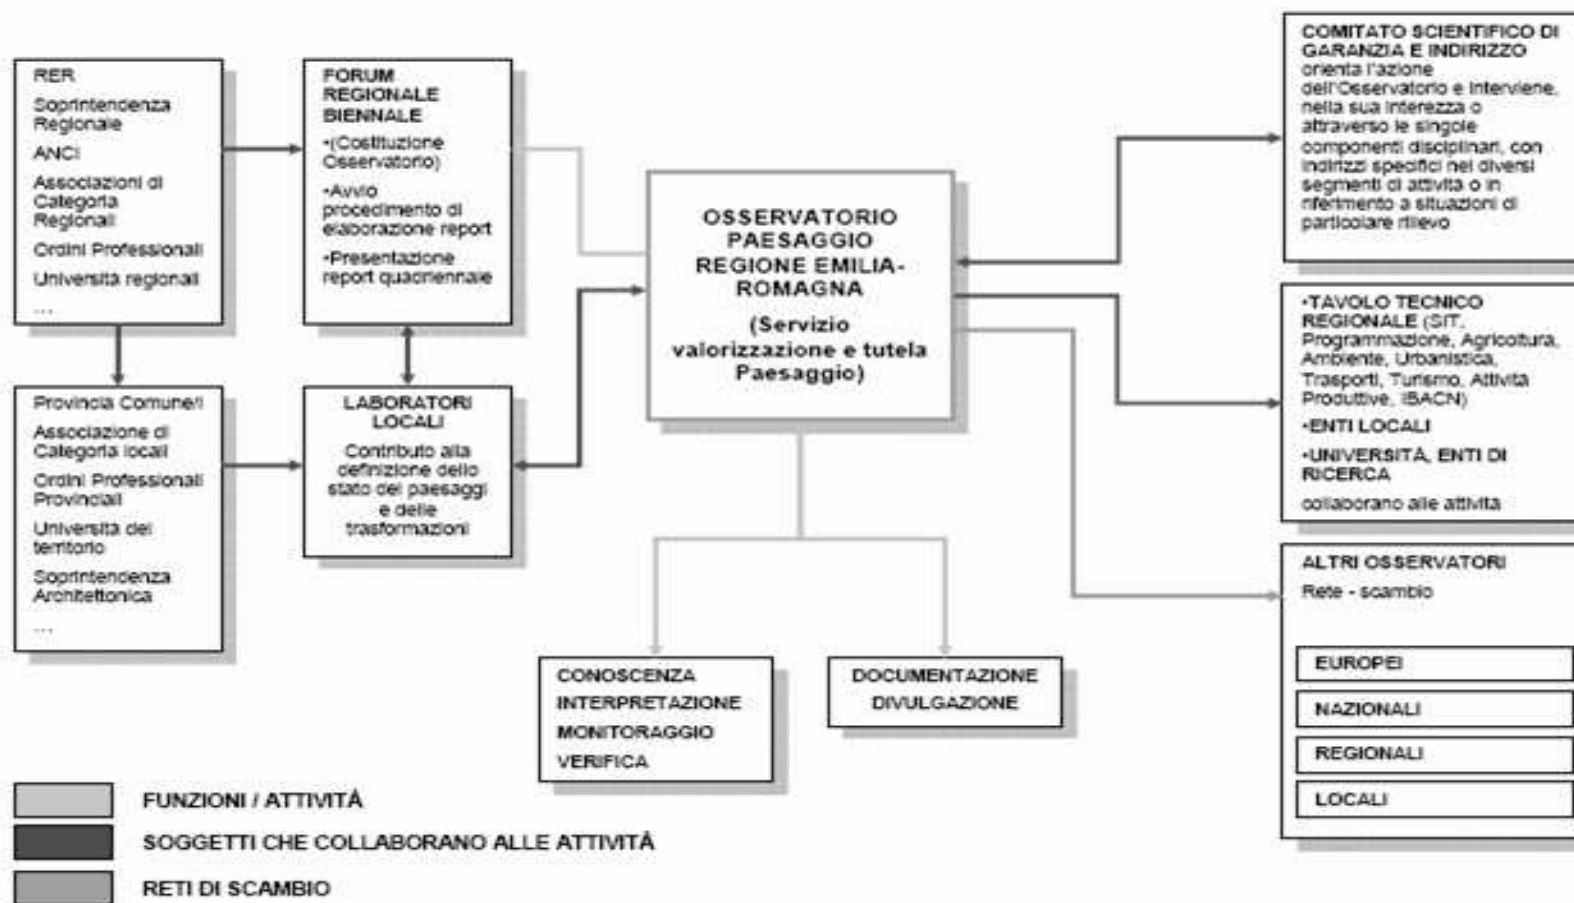 RER
Soprintendenza
Regionale
ANCI
Associazioni di
Categoria
Regionali
Ordini Professionali
Università regionali
...
FORUM
REGIONALE
BIENNALE
•(Costituzione
Osservatorio)
•Avvio
procedimento di
elaborazione report
•Presentazione
report quadriennale
Provincia Comune/i
Associazione di
Categoria locali
Ordini Professionali
Provinciali
Università del
territorio
Soprintendenza
Architettonica
...
LABORATORI
LOCALI
Contributo alla
definizione dello
stato dei paesaggi
e delle
trasformazioni
OSSERVATORIO
PAESAGGIO
REGIONE EMILIA-
ROMAGNA
(Servizio
valorizzazione e tutela
Paesaggio)
CONOSCENZA
INTERPRETAZIONE
MONITORAGGIO
VERIFICA
DOCUMENTAZIONE
DIVULGAZIONE
COMITATO SCIENTIFICO DI
GARANZIA E INDIRIZZO
orienta l'azione
dell'Osservatorio e interviene,
nella sua interezza o
attraverso le singole
componenti disciplinari, con
indirizzi specifici nei diversi
segmenti di attività o in
riferimento a situazioni di
particolare rilievo
•TAVOLO TECNICO
REGIONALE (SIT,
Programmazione, Agricoltura,
Ambiente, Urbanistica,
Trasporti, Turismo, Attività
Produttive, IBACN)
•ENTI LOCALI
•UNIVERSITÀ, ENTI DI
RICERCA
collaborano alle attività
ALTRI OSSERVATORI
Rete - scambio
EUROPEI
NAZIONALI
REGIONALI
LOCALI
FUNZIONI / ATTIVITÀ
SOGGETTI CHE COLLABORANO ALLE ATTIVITÀ
RETI DI SCAMBIO